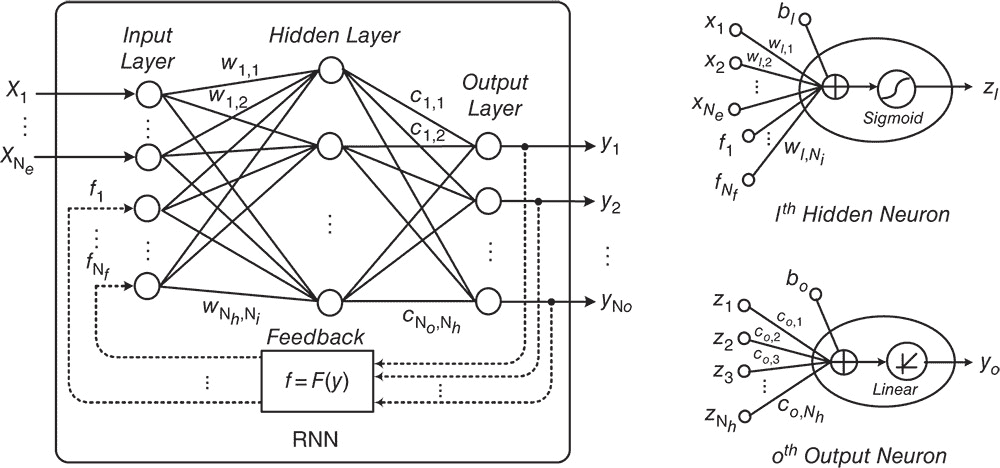 Input
Layer
Hidden Layer
Output
Layer
X1
⋮
XNe
w1,1
w1,2
c1,1
c1,2
f1
⋮
fNf
⋮
⋮
⋮
⋮
y1
y2
⋮
yNo
wNh,Ni
cNo,Nh
Feedback
f = F(y)
⋮
⋮
RNN
x1
x2
⋮
xNe
f1
⋮
fNf
bl
wl,1
wl,2
wl,Ni
Sigmoid
zl
lth Hidden Neuron
z1
z2
z3
⋮
zNh
bo
co,1
co,2
co,3
co,Nh
Linear
yo
oth Output Neuron